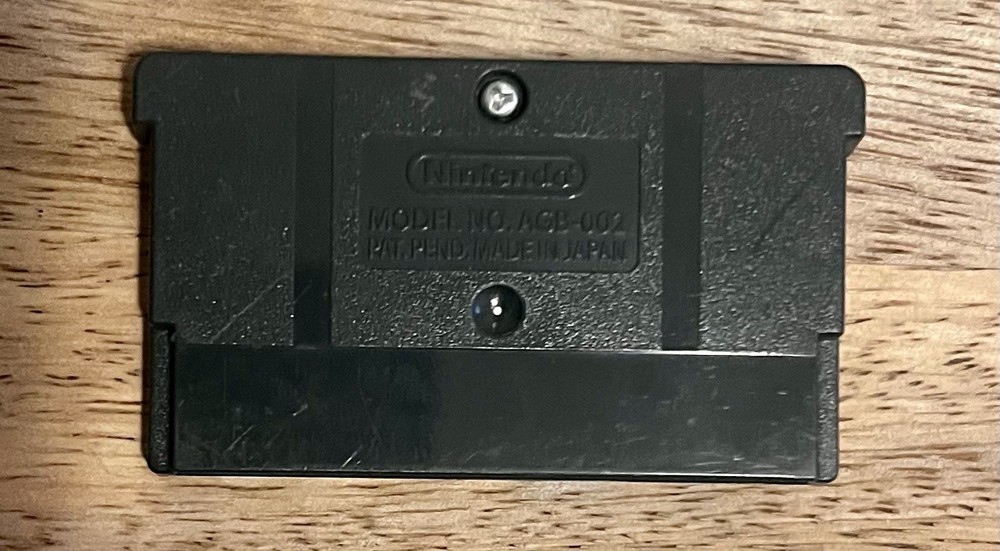 Nintendo
MODEL NO. AGB-002
PAT. PEND. MADE IN JAPAN